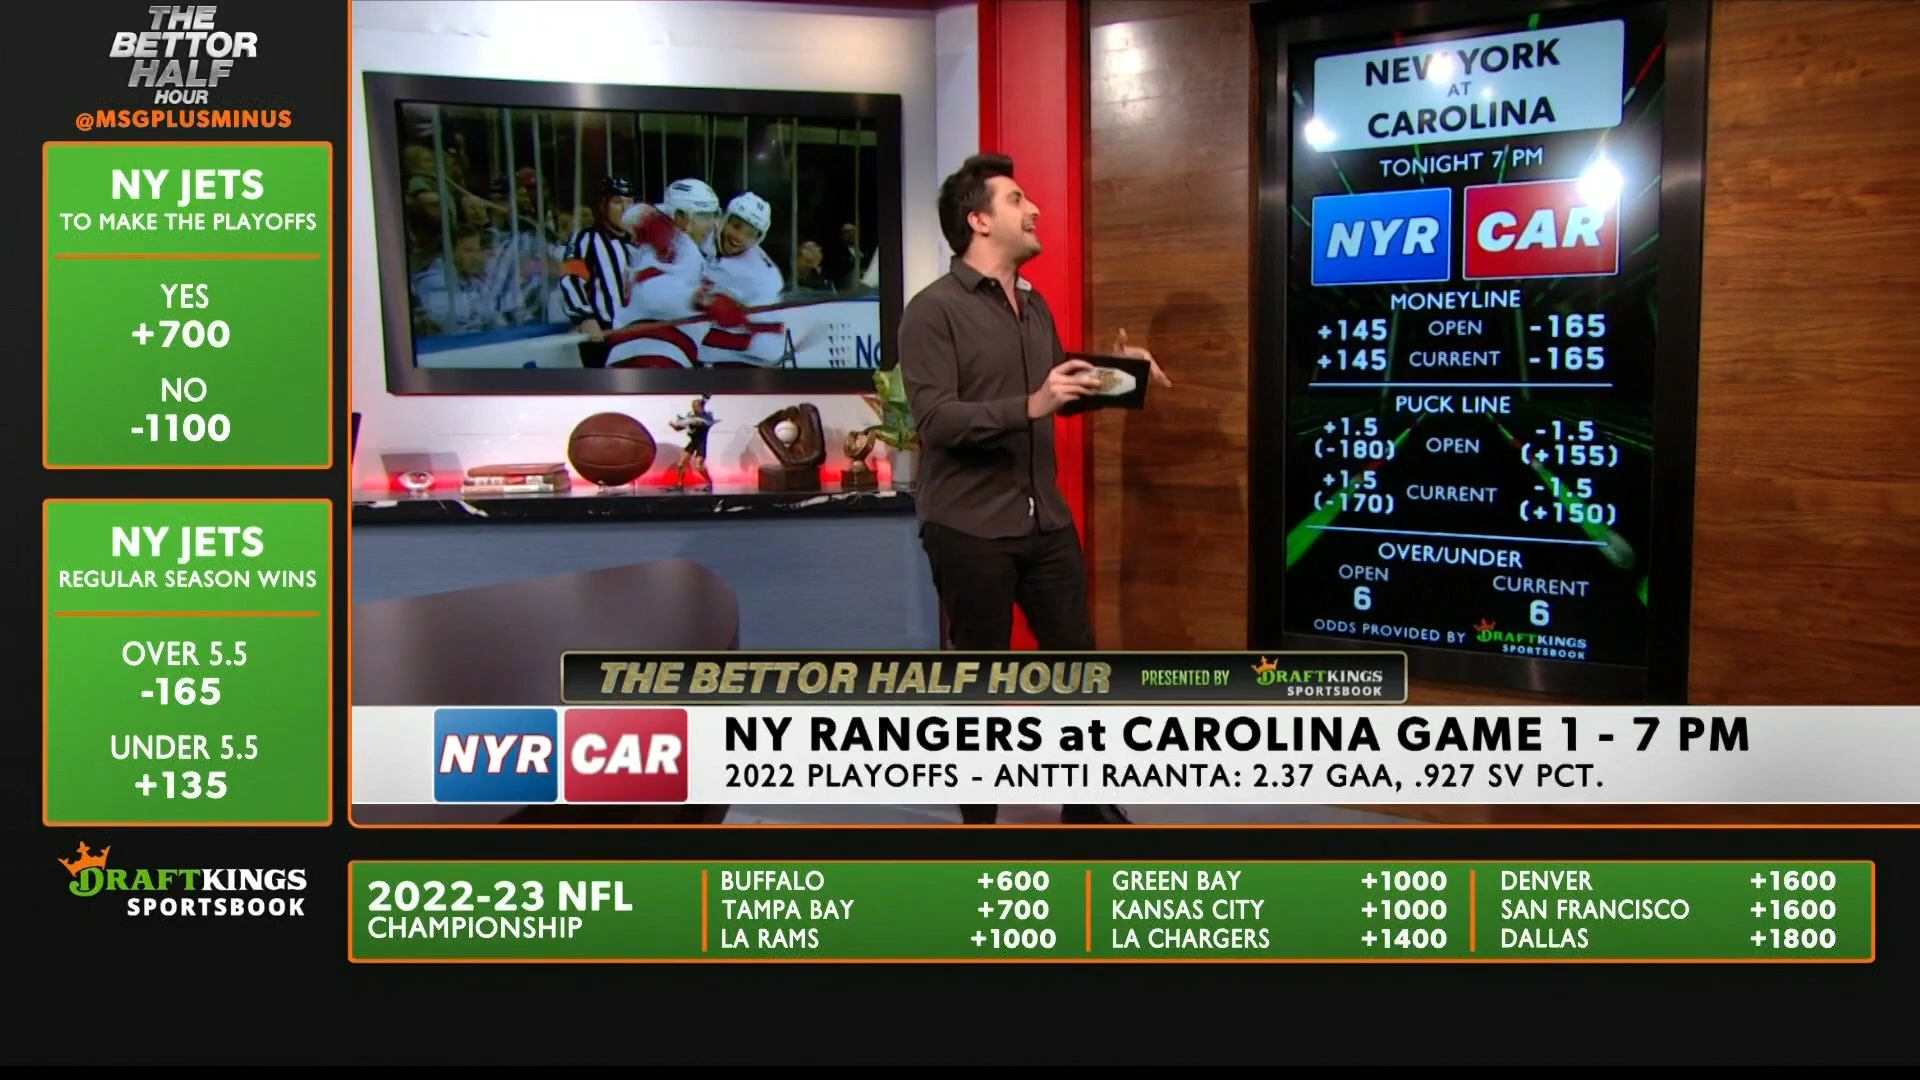 THE
BETTOR
HALF
HOUR
@MSGPLUSMINUS
NY JETS
TO MAKE THE PLAYOFFS
YES
+700
NO
-1100
NY JETS
REGULAR SEASON WINS
OVER 5.5
-165
UNDER 5.5
+135
DRAFTKINGS
SPORTSBOOK
NEW YORK
AT
CAROLINA
TONIGHT 7 PM
NYR CAR
MONEYLINE
+145 OPEN -165
+145 CURRENT -165
PUCK LINE
+1.5 OPEN -1.5
(-180) (+155)
+1.5 CURRENT -1.5
(-170) (+150)
OVER/UNDER
OPEN CURRENT
6 6
ODDS PROVIDED BY DRAFTKINGS
SPORTSBOOK
THE BETTOR HALF HOUR PRESENTED BY DRAFTKINGS
SPORTSBOOK
NYR CAR
NY RANGERS at CAROLINA GAME 1 - 7 PM
2022 PLAYOFFS - ANTTI RAANTA: 2.37 GAA, .927 SV PCT.
2022-23 NFL
CHAMPIONSHIP
BUFFALO +600
TAMPA BAY +700
LA RAMS +1000
GREEN BAY +1000
KANSAS CITY +1000
LA CHARGERS +1400
DENVER +1600
SAN FRANCISCO +1600
DALLAS +1800